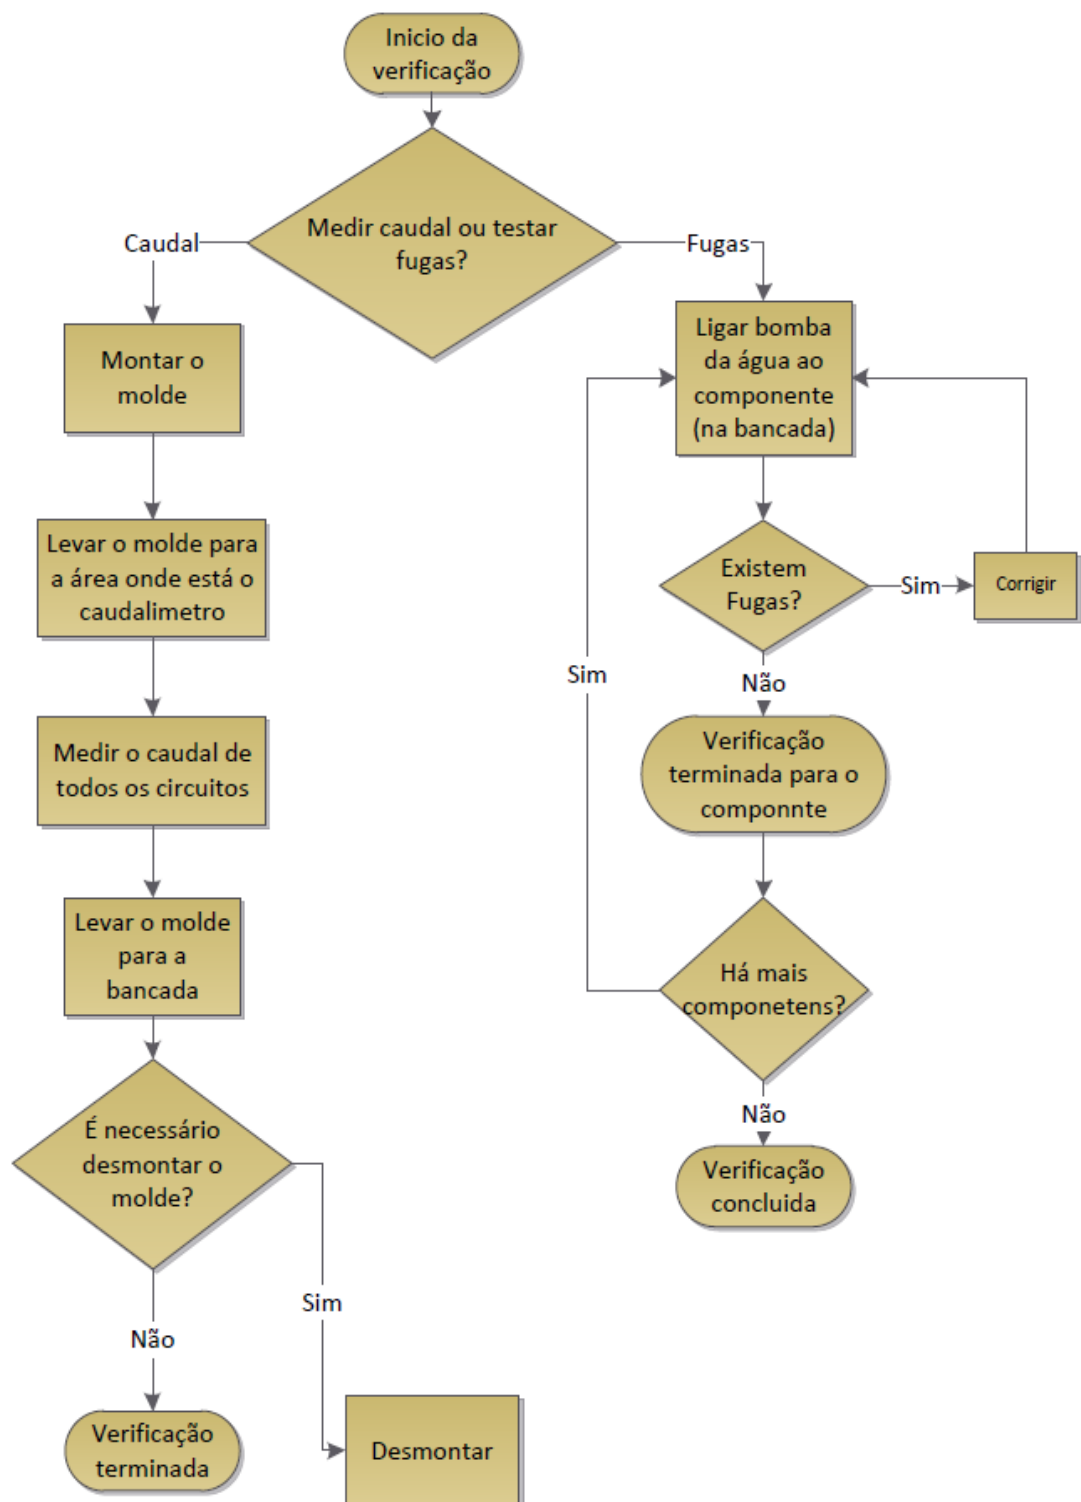 Inicio da
verificação
Medir caudal ou testar
fugas?
Caudal
Fugas
Montar o
molde
Ligar bomba
da água ao
componente
(na bancada)
Levar o molde para
a área onde está o
caudalimetro
Existem
Fugas?
Sim
Corrigir
Sim
Não
Medir o caudal de
todos os circuitos
Verificação
terminada para o
componnte
Levar o molde
para a
bancada
Há mais
componetens?
Não
É necessário
desmontar o
molde?
Verificação
concluida
Sim
Não
Verificação
terminada
Desmontar